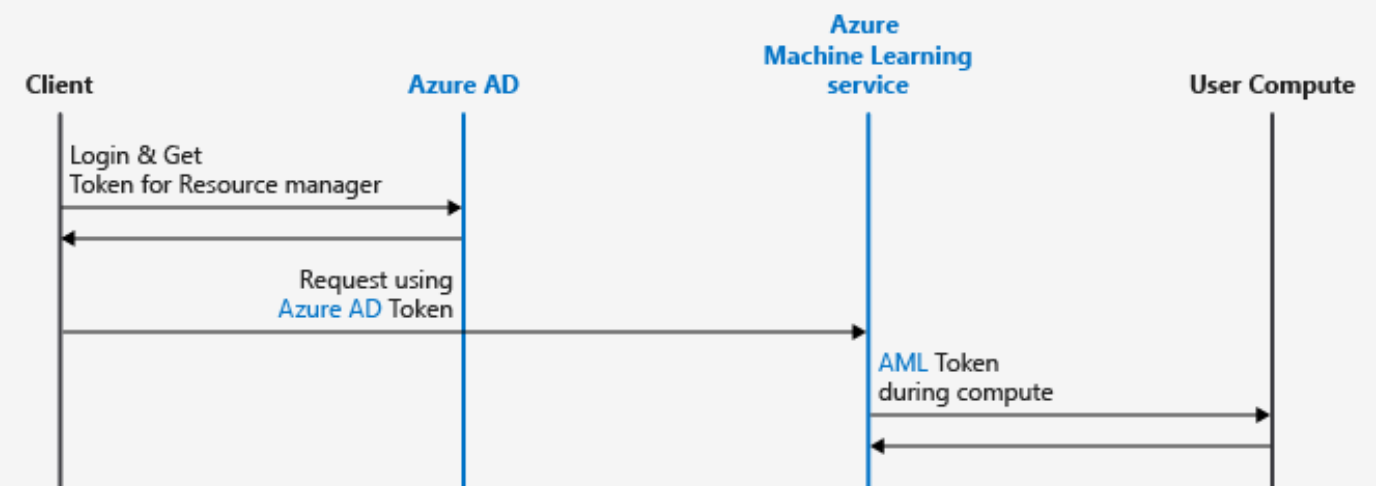 Client
Azure AD
Azure
Machine Learning
service
User Compute
Login & Get
Token for Resource manager
Request using
Azure AD Token
AML Token
during compute